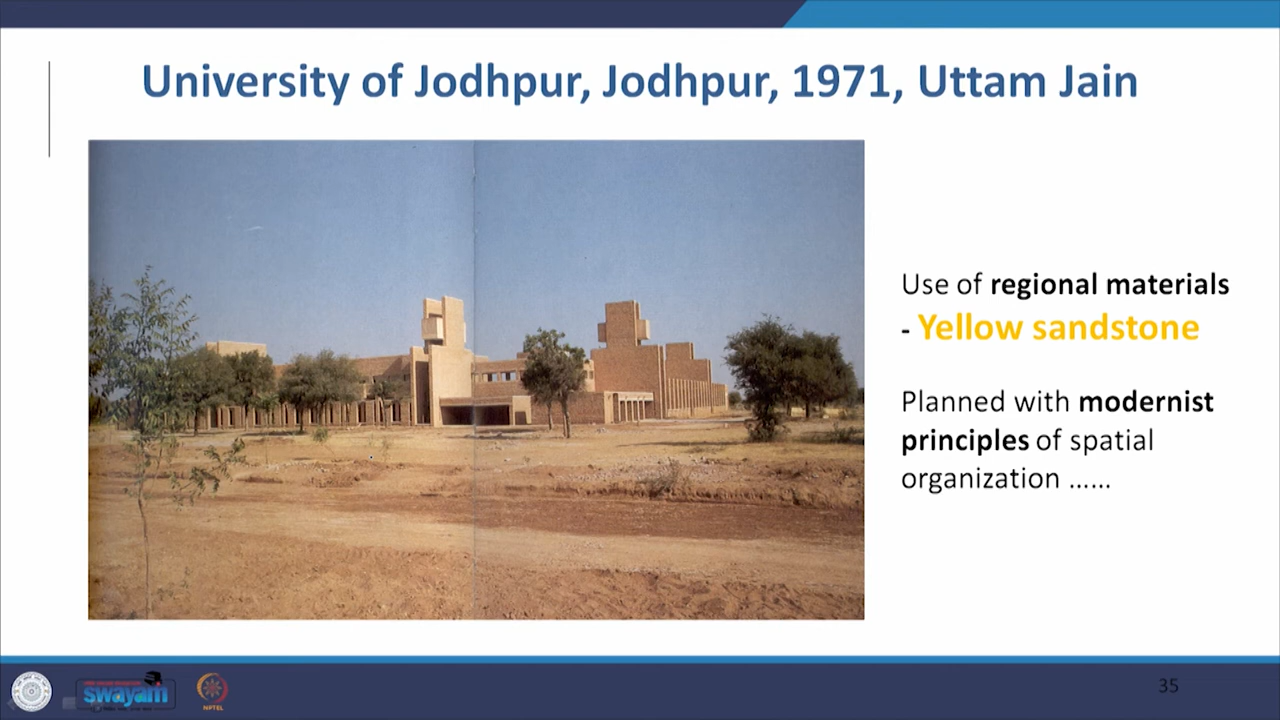 University of Jodhpur, Jodhpur, 1971, Uttam Jain
Use of regional materials
- Yellow sandstone
Planned with modernist
principles of spatial
organization ......
swayam
NPTEL
35